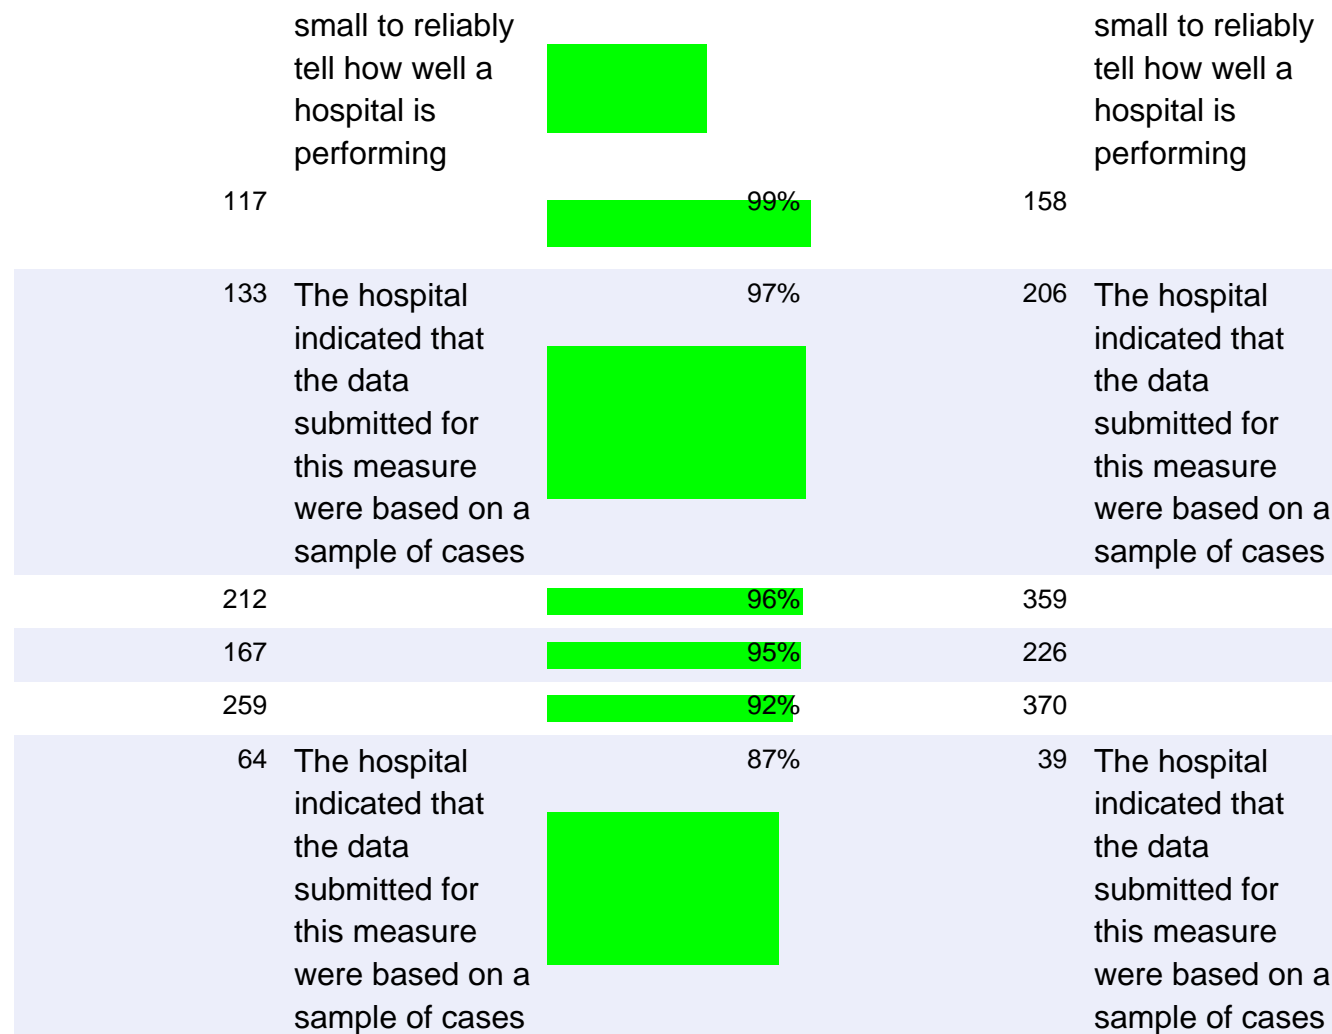 small to reliably small to reliably
tell how well a tell how well a
hospital is hospital is
performing performing
117 99% 158
133 The hospital 97% 206 The hospital
indicated that indicated that
the data the data
submitted for submitted for
this measure this measure
were based on a were based on a
sample of cases sample of cases
212 96% 359
167 95% 226
259 92% 370
64 The hospital 87% 39 The hospital
indicated that indicated that
the data the data
submitted for submitted for
this measure this measure
were based on a were based on a
sample of cases sample of cases